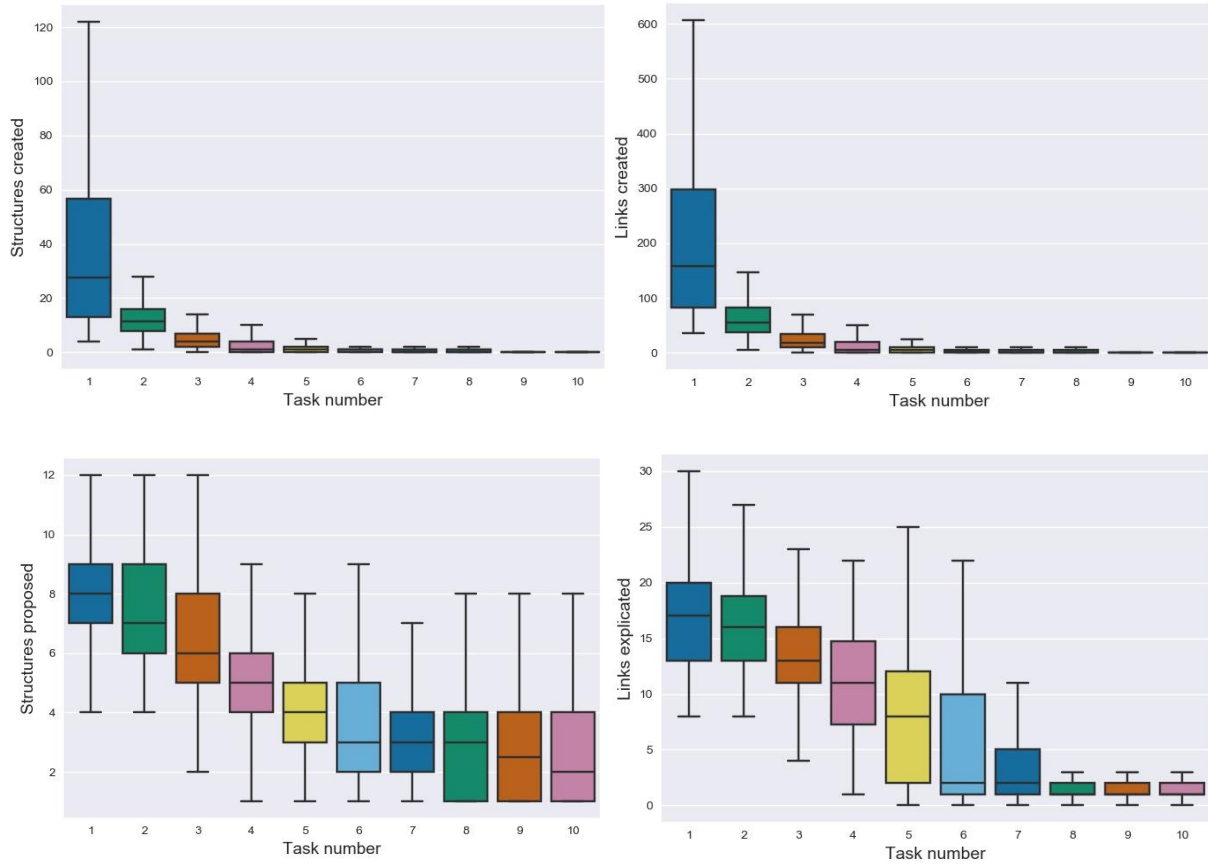 Structures created
120
100
80
60
40
20
0
1 2 3 4 5 6 7 8 9 10
Task number
Links created
600
500
400
300
200
100
0
1 2 3 4 5 6 7 8 9 10
Task number
Structures proposed
12
10
8
6
4
2
1 2 3 4 5 6 7 8 9 10
Task number
Links explicated
30
25
20
15
10
5
0
1 2 3 4 5 6 7 8 9 10
Task number